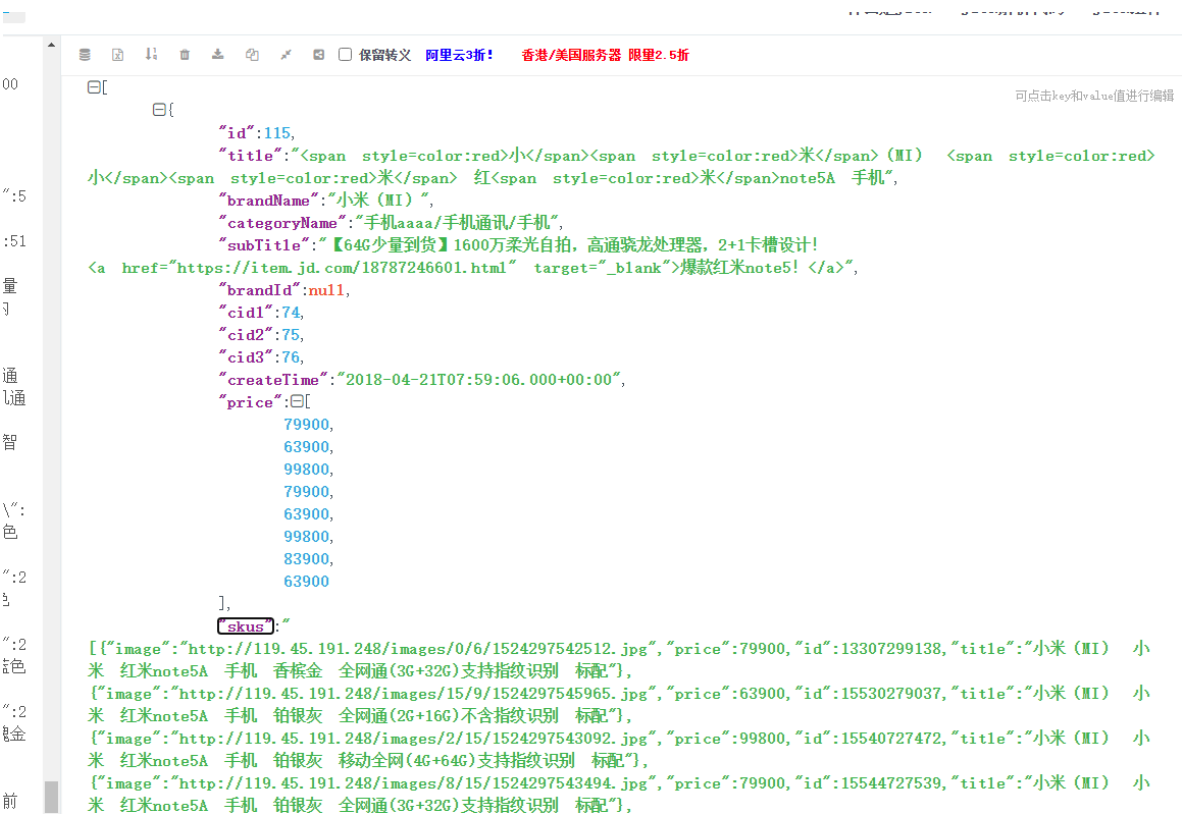 保留转义 阿里云3折! 香港/美国服务器 限量2.5折
00
[
可点击key和value值进行编辑
{
"id":115,
"title":"<span style=color:red>小</span><span style=color:red>米</span>（MI） <span style=color:red>
小</span><span style=color:red>米</span> 红<span style=color:red>米</span>note5A 手机",
":5
"brandName":"小米（MI）",
"categoryName":"手机aaaa/手机通讯/手机",
:51
"subTitle":"【64G少量到货】1600万柔光自拍，高通骁龙处理器，2+1卡槽设计！
<a href="https://item.jd.com/18787246601.html" target="_blank">爆款红米note5！</a>",
量
"brandId":null,
"cid1":74,
"cid2":75,
"cid3":76,
通
"createTime":"2018-04-21T07:59:06.000+00:00",
"price":[
79900,
智
63900,
99800,
79900,
\":
63900,
色
99800,
83900,
":2
63900
],
"skus":"
":2
[{"image":"http://119.45.191.248/images/0/6/1524297542512.jpg","price":79900,"id":13307299138,"title":"小米（MI） 小
色
米 红米note5A 手机 香槟金 全网通(3G+32G)支持指纹识别 标配"},
{"image":"http://119.45.191.248/images/15/9/1524297545965.jpg","price":63900,"id":15530279037,"title":"小米（MI） 小
":2
米 红米note5A 手机 铂银灰 全网通(2G+16G)不含指纹识别 标配"},
金
{"image":"http://119.45.191.248/images/2/15/1524297543092.jpg","price":99800,"id":15540727472,"title":"小米（MI） 小
米 红米note5A 手机 铂银灰 移动全网(4G+64G)支持指纹识别 标配"},
{"image":"http://119.45.191.248/images/8/15/1524297543494.jpg","price":79900,"id":15544727539,"title":"小米（MI） 小
前
米 红米note5A 手机 铂银灰 全网通(3G+32G)支持指纹识别 标配"},